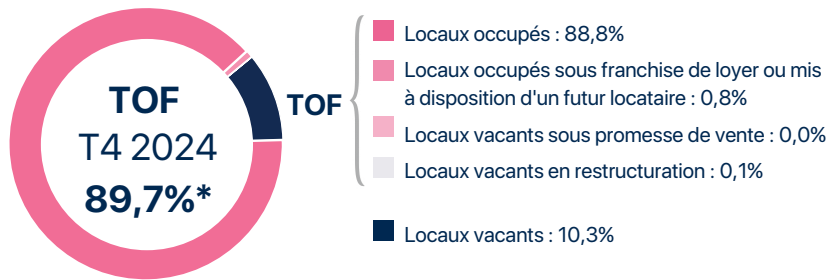 TOF
T4 2024
89,7%*
TOF
Locaux occupés : 88,8%
Locaux occupés sous franchise de loyer ou mis
à disposition d'un futur locataire : 0,8%
Locaux vacants sous promesse de vente : 0,0%
Locaux vacants en restructuration : 0,1%
Locaux vacants : 10,3%